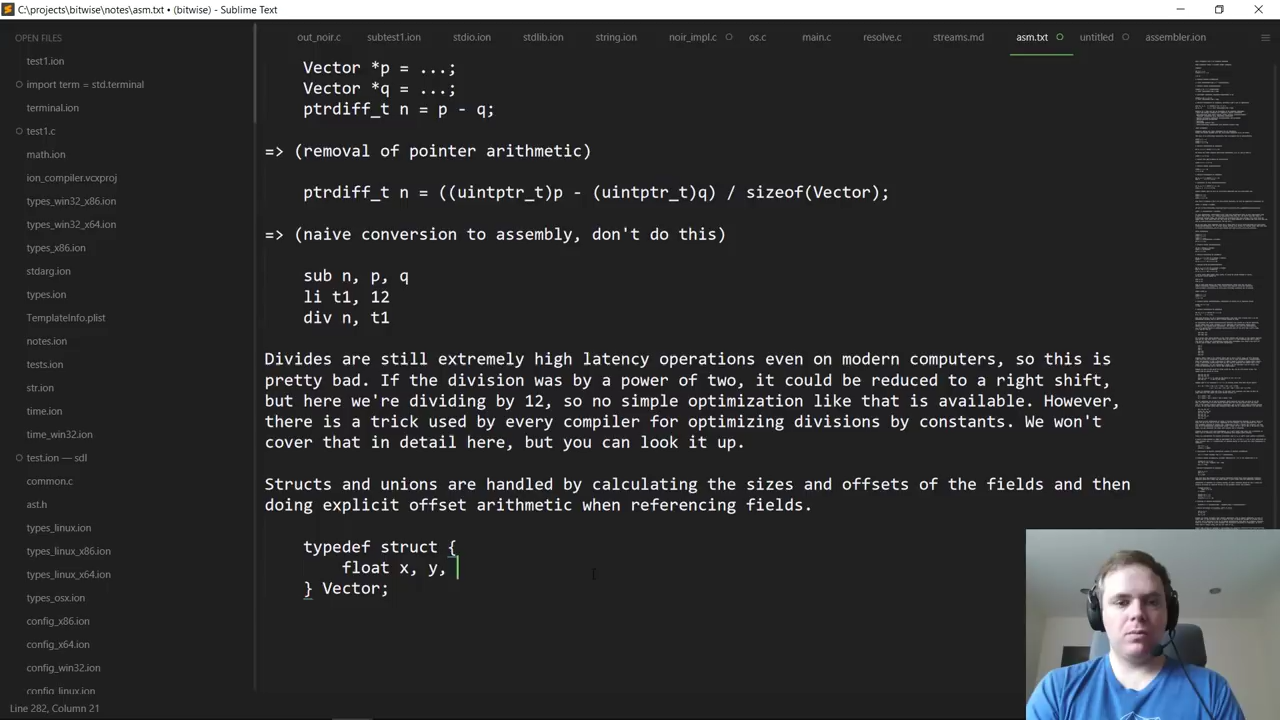 C:\projects\bitwise\notes\asm.txt • (bitwise) - Sublime Text
OPEN FILES
test1.ion
import term = std.terminal
terminal.ion
test1.c
math.ion
ion_compiler.vcxproj
types_win32_x86.ion
types_win32_x64.ion
types_x86.ion
stdarg.ion
types.ion
TemplateInfo.plist
notes.ion
tests.ion
str.ion
time.ion
time_win32.ion
test.ion — sdl
common.c
ast.h
types_linux.ion
types_linux_x86.ion
types_linux_x64.ion
types_osx.ion
config_x86.ion
config_x64.ion
config_win32.ion
config_linux.ion
out_noir.c subtest1.ion stdio.ion stdlib.ion string.ion noir_impl.c os.c main.c resolve.c streams.md asm.txt untitled assembler.ion
Vector *p = ...;
Vector *q = ...;
ptrdiff_t n = p - q;
=> (removal of pointer arithmetic)
ptrdiff_t n = ((uintptr_t)p - (uintptr_t)q) / sizeof(Vector);
=> (naive conversion to assembly, don't do this)
sub n, p, q
li t1, 12
div n, t1
Divides are still extremely high latency operations even on modern computers, so this is
pretty bad. If the divide was by a power of two, it could be reduced to a right shift,
but here we're dividing by 12 so no simple optimization like that is available. However,
there is a trick used by every compiler for optimizing divisions by constants. We won't
cover that in detail here, but you can look it up.
Structs and unions are handled by calculating the sizes and offsets of the fields and then
doing explicit offset arithmetic when referencing fields.
typedef struct {
float x, y,
} Vector;
Line 282, Column 21